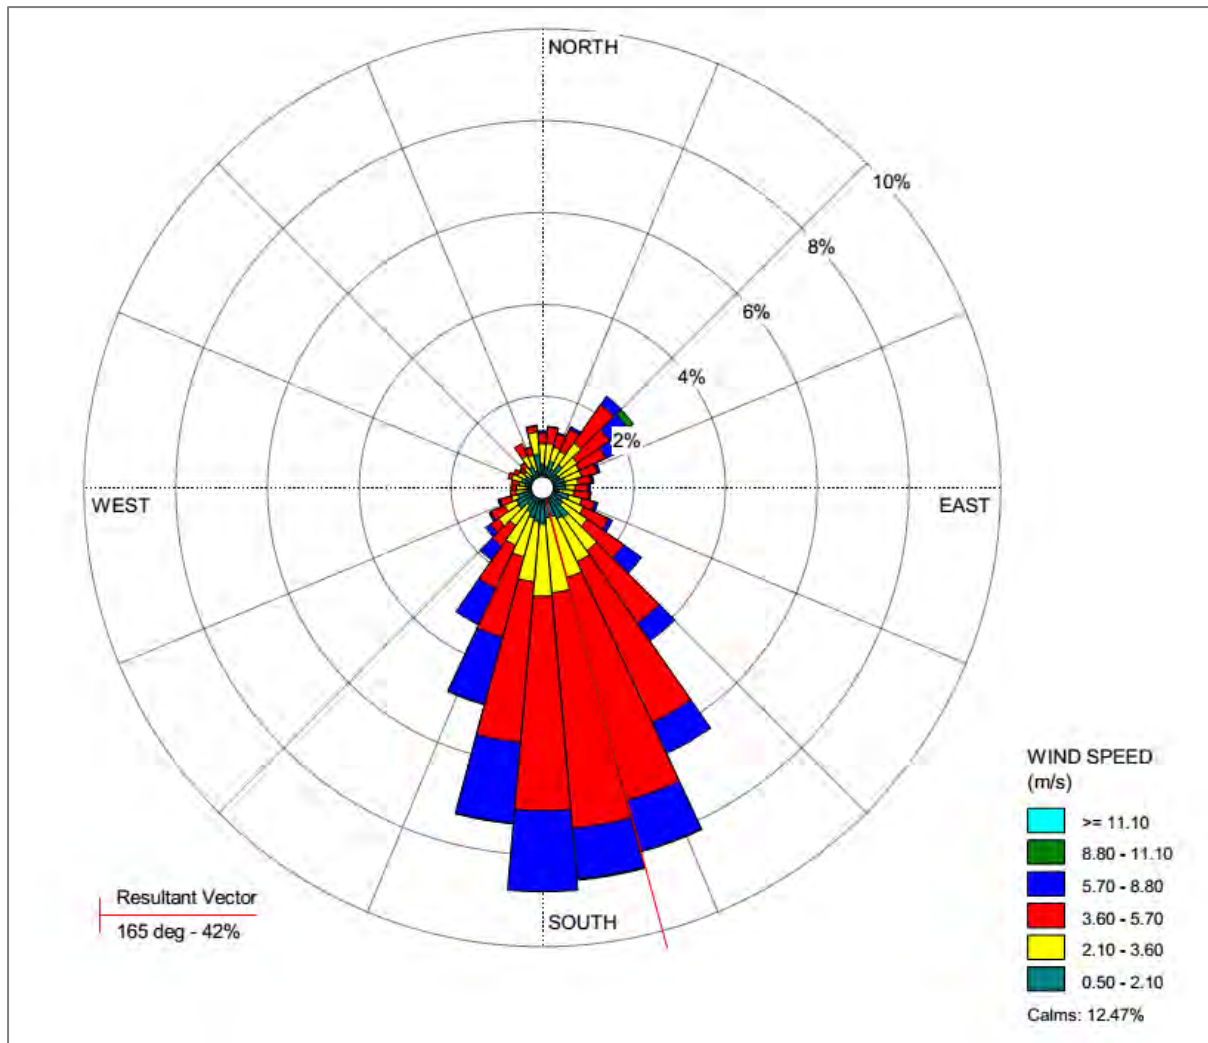 NORTH
10%
8%
6%
4%
2%
WEST
EAST
SOUTH
Resultant Vector
165 deg - 42%
WIND SPEED
(m/s)
>= 11.10
8.80 - 11.10
5.70 - 8.80
3.60 - 5.70
2.10 - 3.60
0.50 - 2.10
Calms: 12.47%